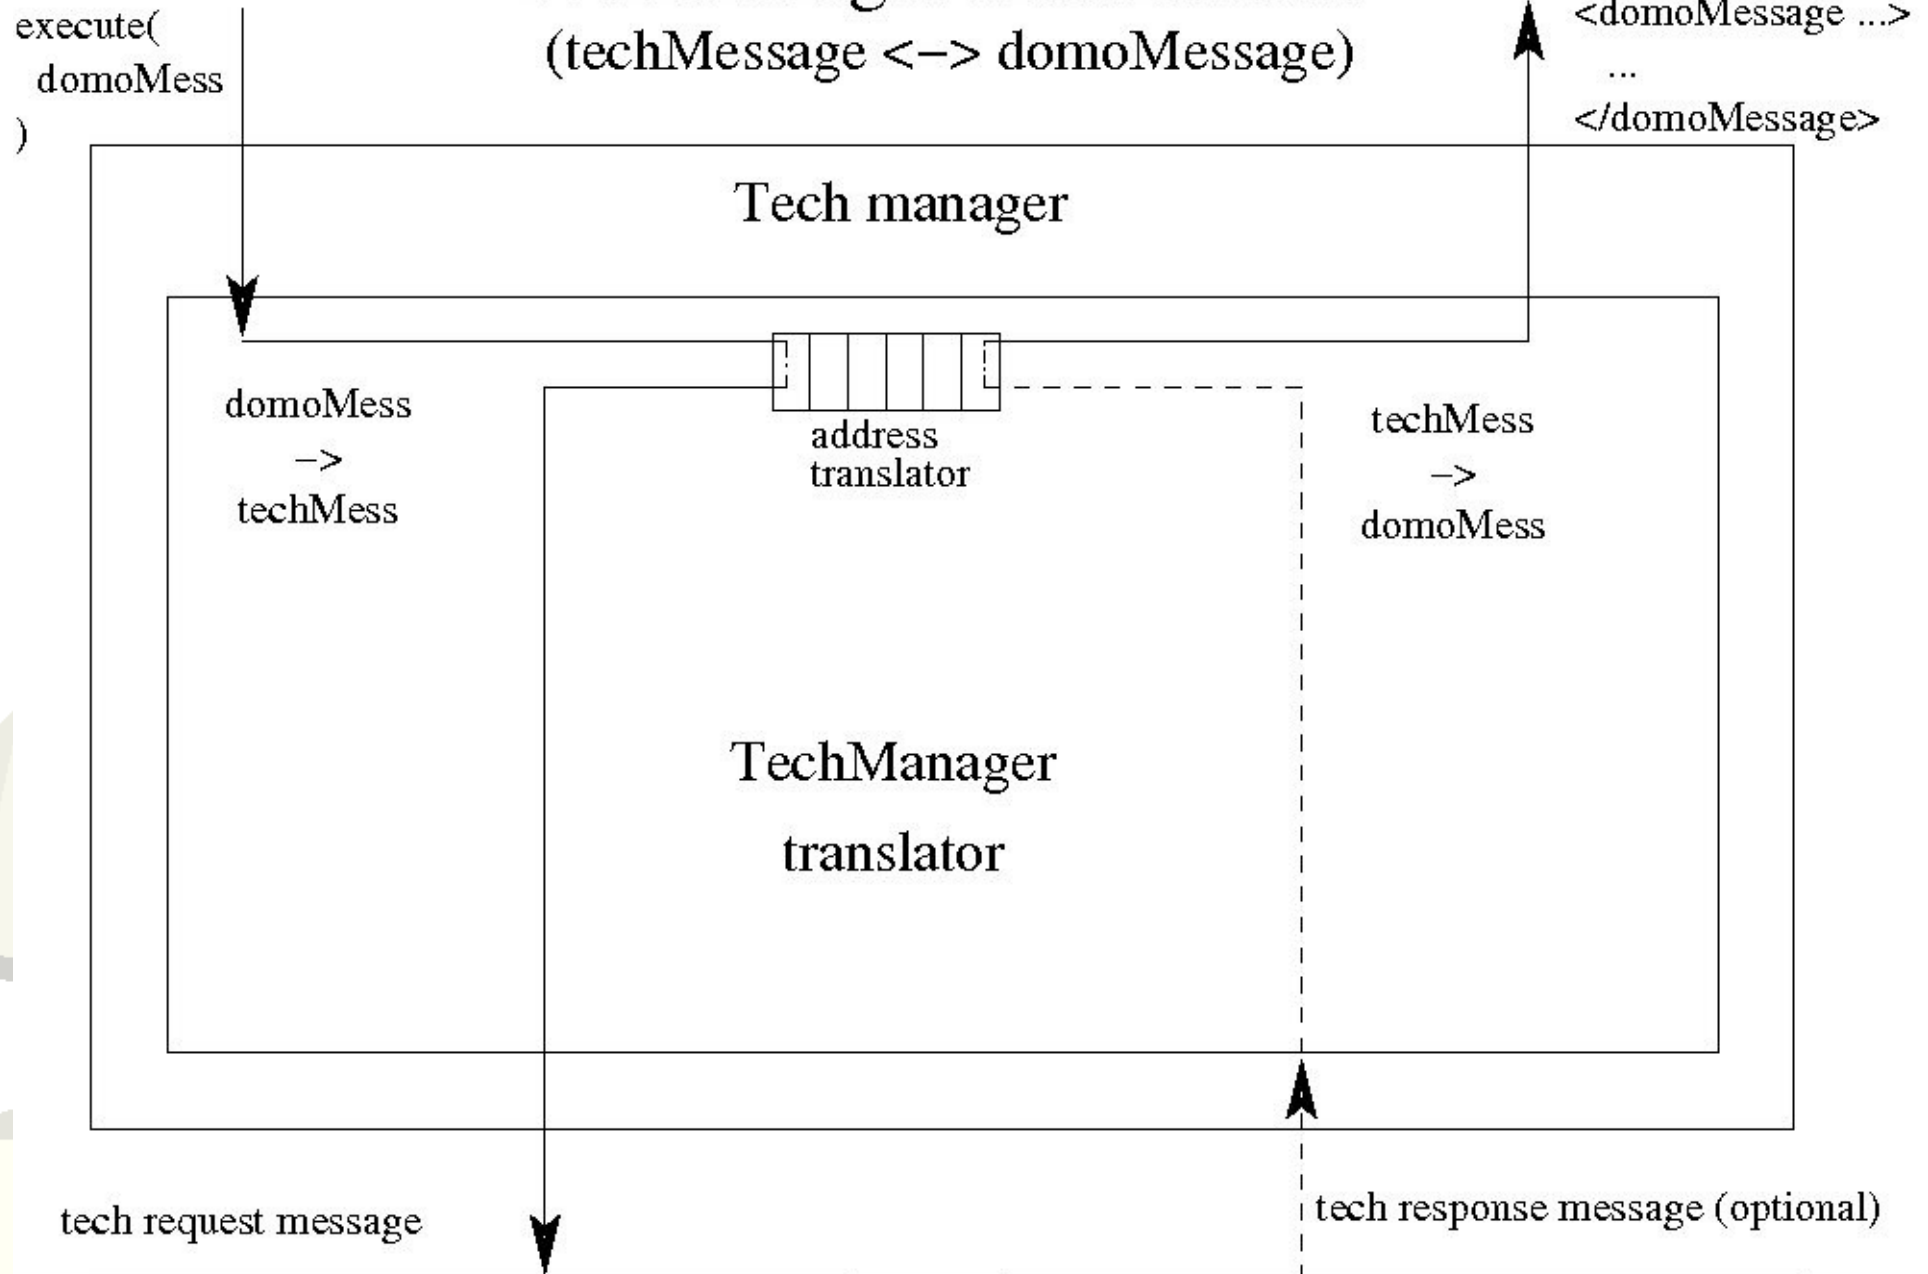 execute(
domoMess
)
(techMessage <–> domoMessage)
<domoMessage ...>
...
</domoMessage>
Tech manager
domoMess
–>
techMess
address
translator
techMess
–>
domoMess
TechManager
translator
tech request message
tech response message (optional)